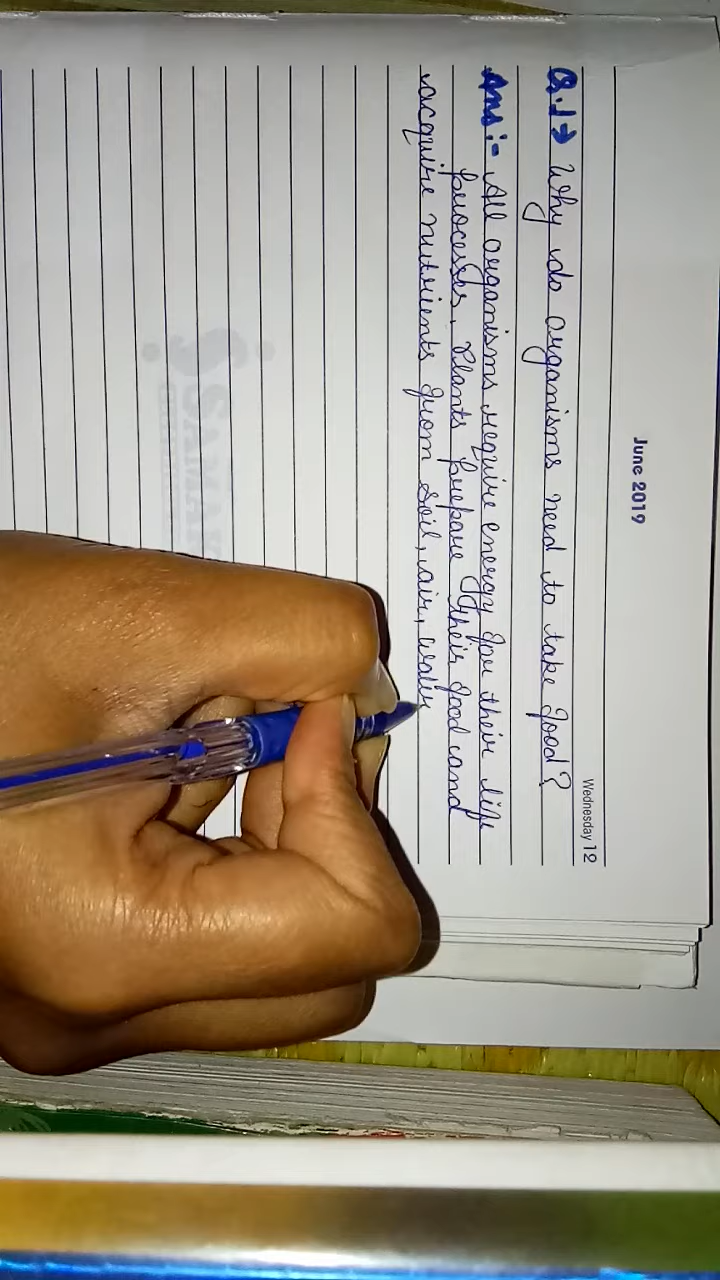 June 2019
Wednesday 12
Q.1⇒ Why do organisms need to take food?
Ans:- All organisms require energy for their life
processes. Plants prepare their food and
acquire nutrients from soil, air, water